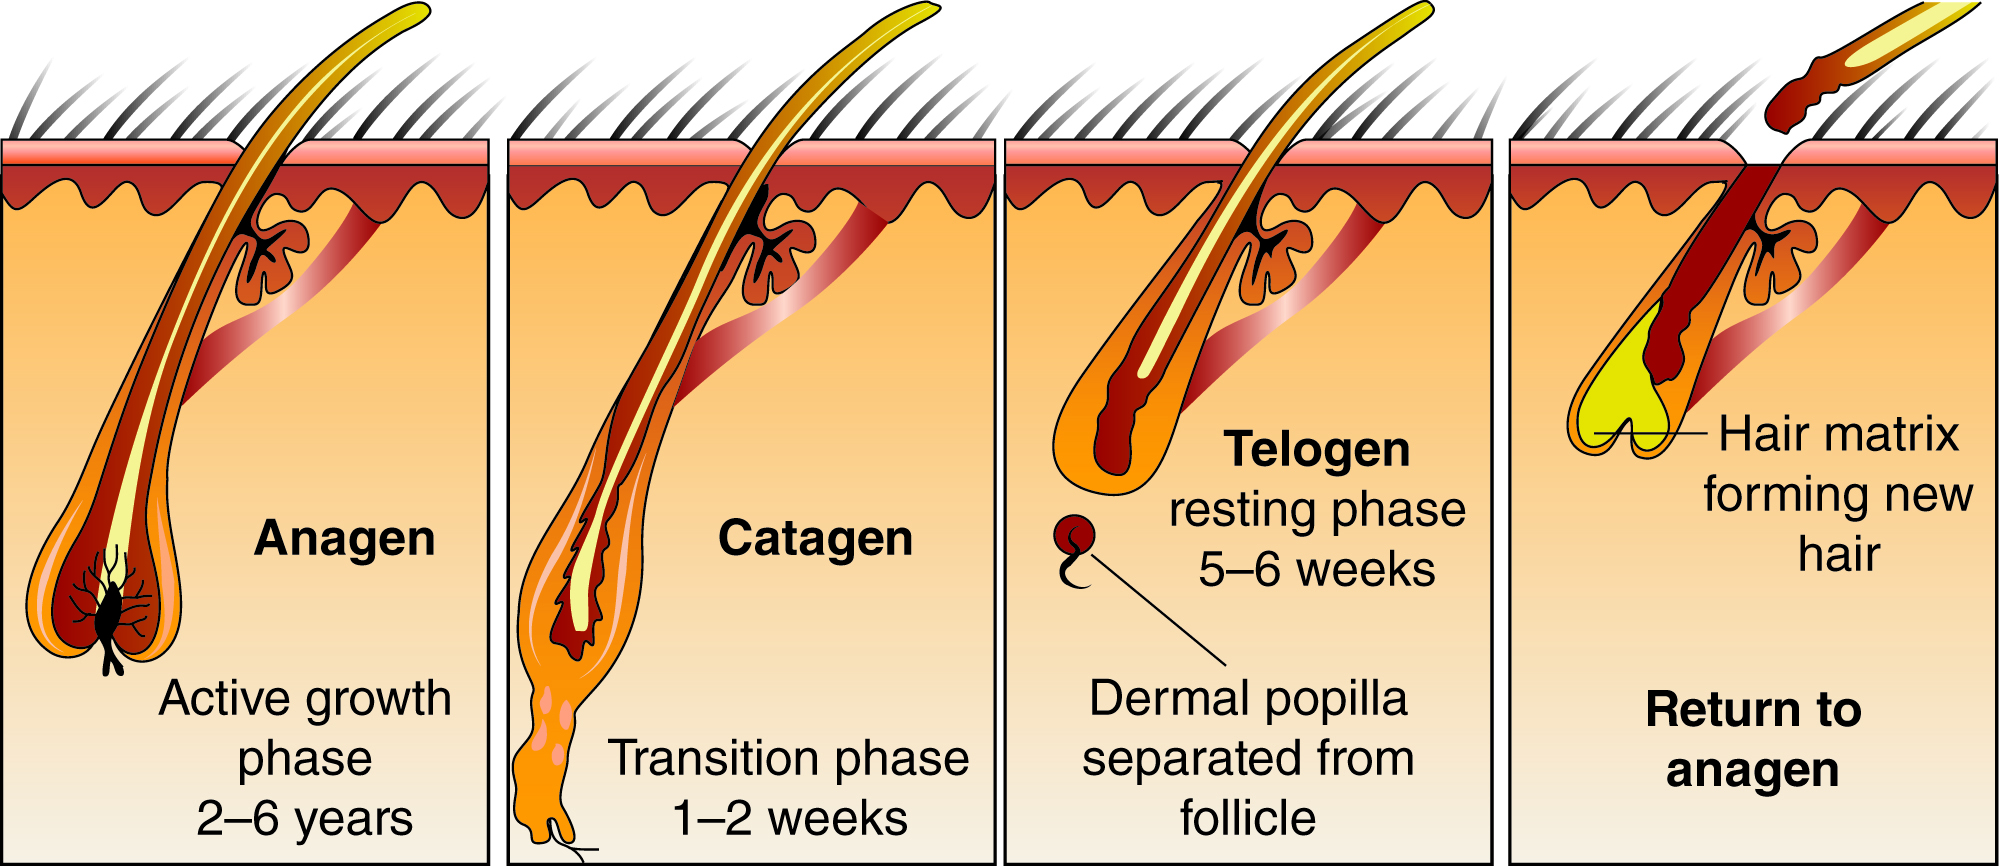 Anagen
Active growth
phase
2–6 years
Catagen
Transition phase
1–2 weeks
Telogen
resting phase
5–6 weeks
Dermal popilla
separated from
follicle
Hair matrix
forming new
hair
Return to
anagen